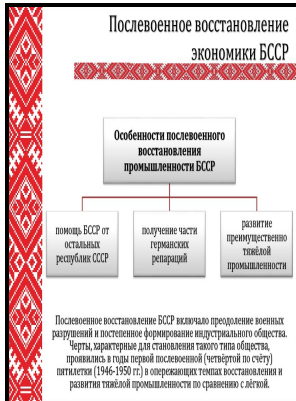 Послевоенное восстановление
экономики БССР
Особенности послевоенного
восстановления
промышленности БССР
помощь БССР от
остальных
республик СССР
получение части
германских
репараций
развитие
преимущественно
тяжёлой
промышленности
Послевоенное восстановление БССР включало преодоление военных
разрушений и постепенное формирование индустриального общества.
Черты, характерные для становления такого типа общества,
проявились в годы первой послевоенной (четвёртой по счёту)
пятилетки (1946-1950 гг.) в опережающих темпах восстановления и
развития тяжёлой промышленности по сравнению с лёгкой.